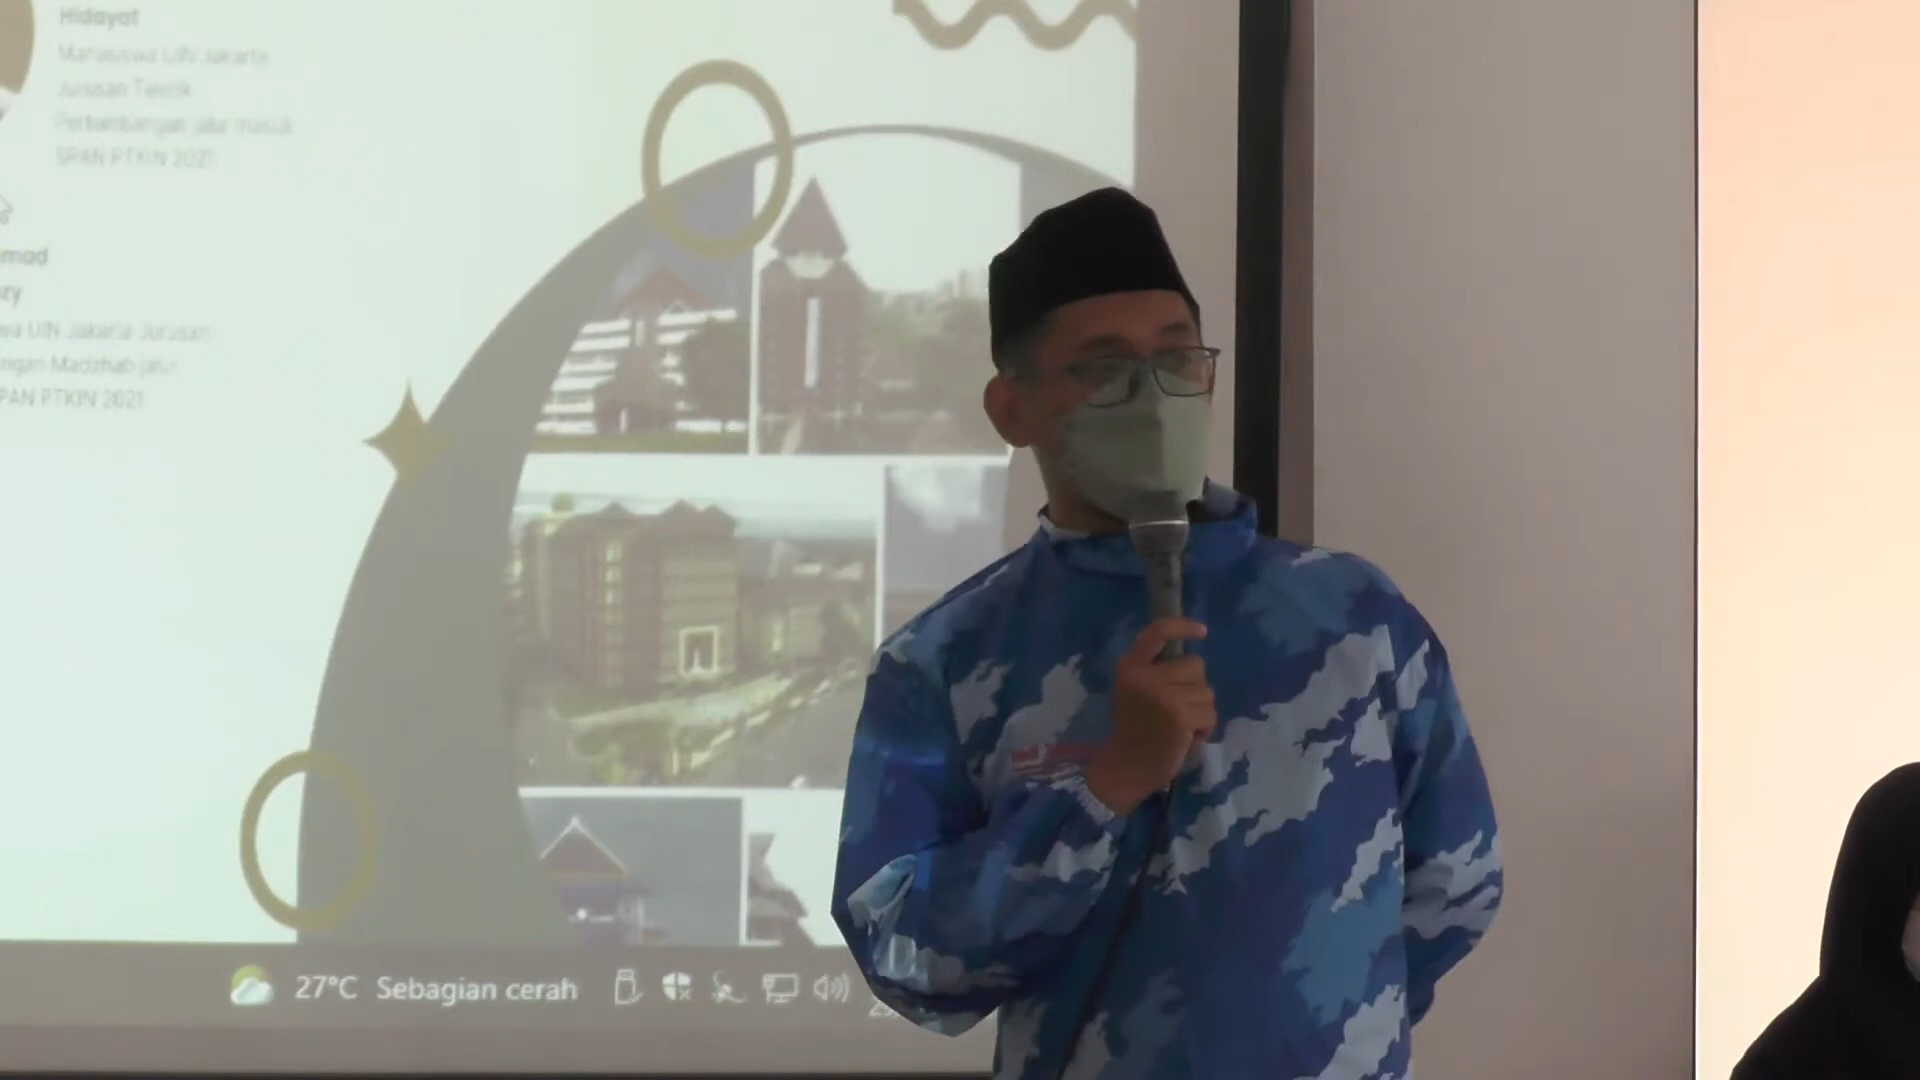 Hidayat
Mahasiswa UIN Jakarta
Jurusan Teknik
Pertambangan jalur masuk
SPAN PTKIN 2021
mad
zy
wa UIN Jakarta Jurusan
ngan Madzhab jalur
PAN PTKIN 2021
27°C Sebagian cerah